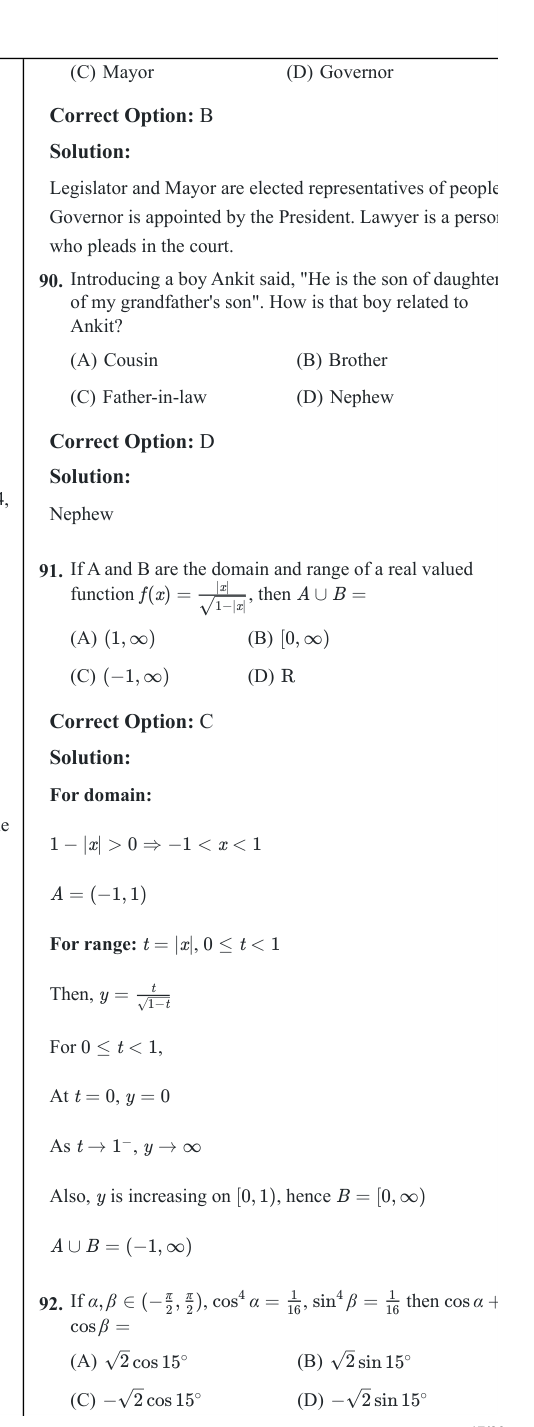 (C) Mayor (D) Governor
Correct Option: B
Solution:
Legislator and Mayor are elected representatives of people
Governor is appointed by the President. Lawyer is a
who pleads in the court.
90. Introducing a boy Ankit said, "He is the son of daughter
of my grandfather's son". How is that boy related to
Ankit?
(A) Cousin (B) Brother
(C) Father-in-law (D) Nephew
Correct Option: D
Solution:
4,
Nephew
91. If A and B are the domain and range of a real valued
function f(x) = |x|/√(1−|x|), then A ∪ B =
(A) (1, ∞) (B) [0, ∞)
(C) (−1, ∞) (D) R
Correct Option: C
Solution:
For domain:
e
1 − |x| > 0 ⇒ −1 < x < 1
A = (−1, 1)
For range: t = |x|, 0 ≤ t < 1
Then, y = t/√(1−t)
For 0 ≤ t < 1,
At t = 0, y = 0
As t → 1⁻, y → ∞
Also, y is increasing on [0, 1), hence B = [0, ∞)
A ∪ B = (−1, ∞)
92. If α, β ∈ (−π/2, π/2), cos⁴ α = 1/16, sin⁴ β = 1/16 then cos α +
cos β =
(A) √2 cos 15° (B) √2 sin 15°
(C) −√2 cos 15° (D) −√2 sin 15°